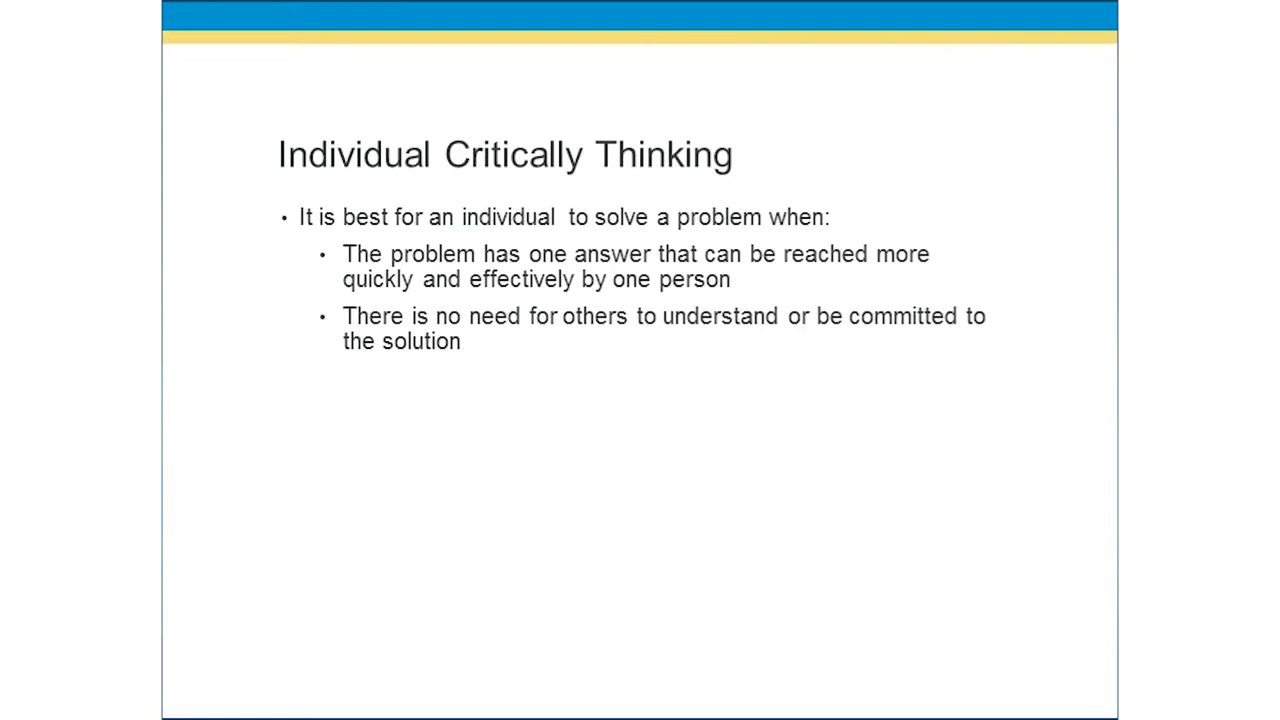 Individual Critically Thinking
• It is best for an individual to solve a problem when:
• The problem has one answer that can be reached more
quickly and effectively by one person
• There is no need for others to understand or be committed to
the solution